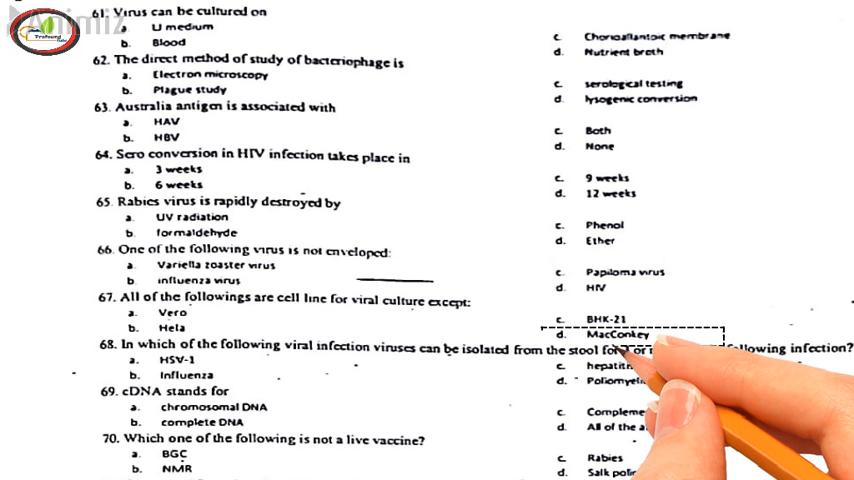 Animiz
61. Virus can be cultured on
a. U medium
b. Blood
c. Chorioallantoic membrane
d. Nutrient broth
62. The direct method of study of bacteriophage is
a. Electron microscopy
b. Plague study
c. serological testing
d. lysogenic conversion
63. Australia antigen is associated with
a. HAV
b. HBV
c. Both
d. None
64. Sero conversion in HIV infection takes place in
a. 3 weeks
b. 6 weeks
c. 9 weeks
d. 12 weeks
65. Rabies virus is rapidly destroyed by
a. UV radiation
b. formaldehyde
c. Phenol
d. Ether
66. One of the following virus is not enveloped:
a. Variella zoaster virus
b. influenza virus
c. Papiloma virus
d. HIV
67. All of the followings are cell line for viral culture except:
a. Vero
b. Hela
c. BHK-21
d. MacConkey
68. In which of the following viral infection viruses can be isolated from the stool for following infection?
a. HSV-1
b. Influenza
c.
d.
69. cDNA stands for
a. chromosomal DNA
b. complete DNA
c.
d. All of the
70. Which one of the following is not a live vaccine?
a. BGC
b. NMR
c. Rabies
d. Salk